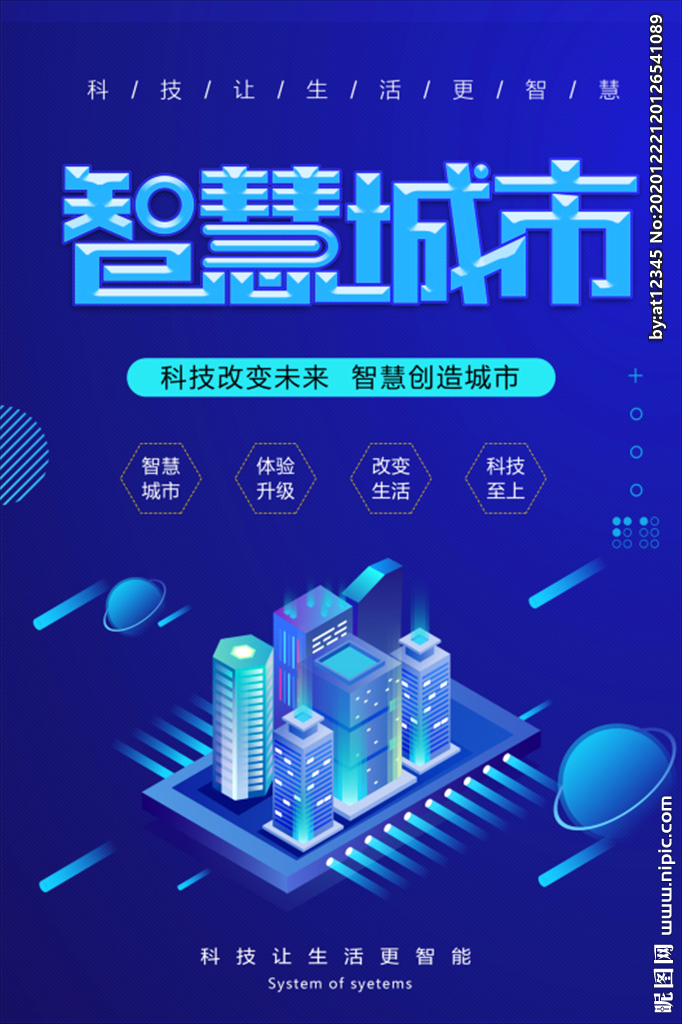 科/技/让/生/活/更/智/慧
智慧城市
科技改变未来 智慧创造城市
智慧
城市
体验
升级
改变
生活
科技
至上
科技让生活更智能
System of syetems
by:at12345 No:20201222120126541089
昵图网 www.nipic.com